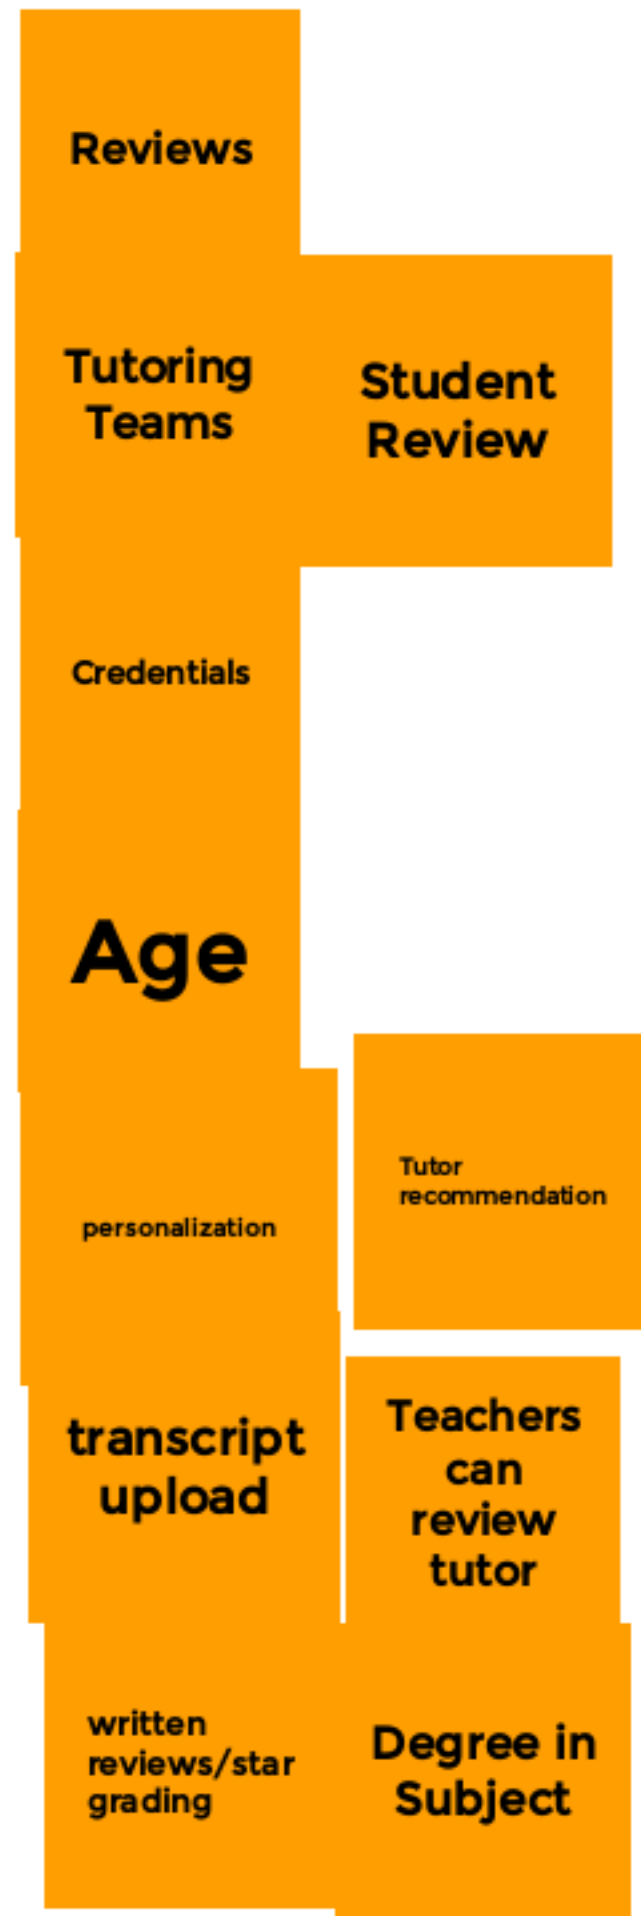 Reviews
Tutoring
Teams
Student
Review
Credentials
Age
personalization
Tutor
recommendation
transcript
upload
Teachers
can
review
tutor
written
reviews/star
grading
Degree in
Subject